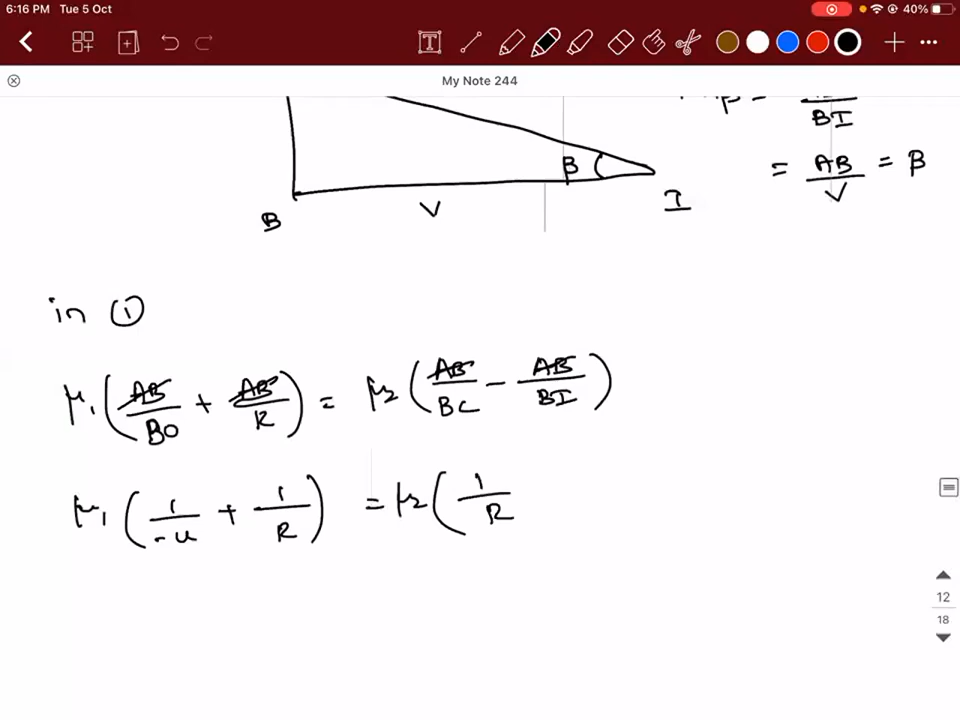 6:16 PM Tue 5 Oct
40%
T
My Note 244
BI
β
= AB/V = β
B
V
I
in ①
μ₁(AB/BO + AB/R) = μ₂(AB/BC − AB/BI)
μ₁(1/-u + 1/R) = μ₂(1/R
12
18